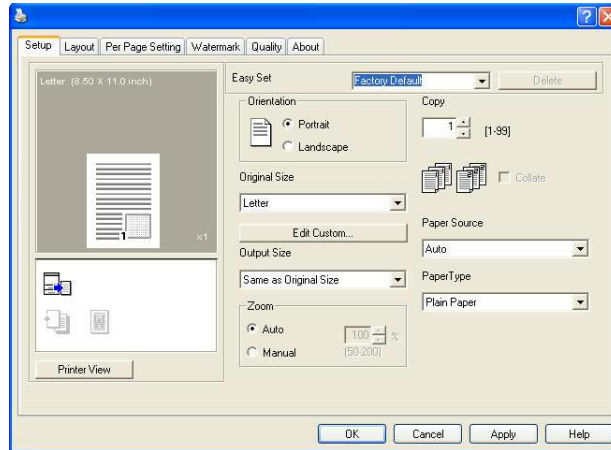 Setup Layout Per Page Setting Watermark Quality About
Letter (8.50 X 11.0 inch)
1
x1
Printer View
Easy Set Factory Default Delete
Orientation
Portrait
Landscape
Original Size
Letter
Edit Custom...
Output Size
Same as Original Size
Zoom
Auto 100 %
Manual (50-200)
Copy
1 [1-99]
Collate
Paper Source
Auto
PaperType
Plain Paper
OK Cancel Apply Help